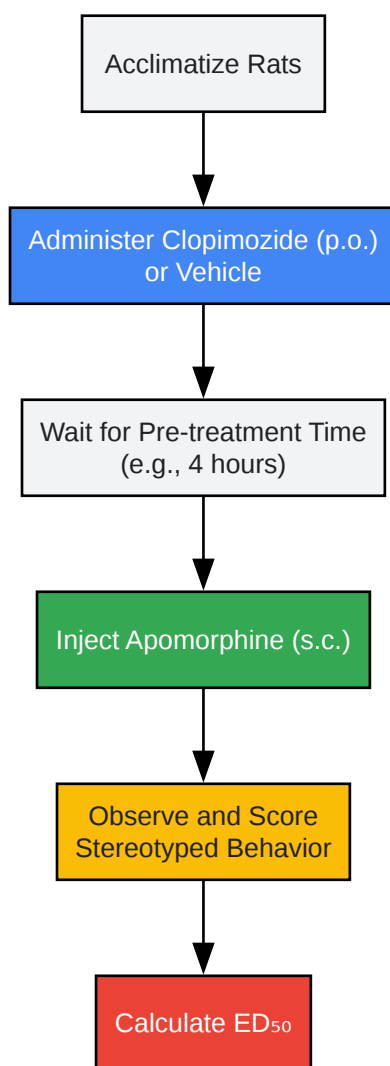 Acclimatize Rats
Administer Clopimozide (p.o.)
or Vehicle
Wait for Pre-treatment Time
(e.g., 4 hours)
Inject Apomorphine (s.c.)
Observe and Score
Stereotyped Behavior
Calculate ED₅₀